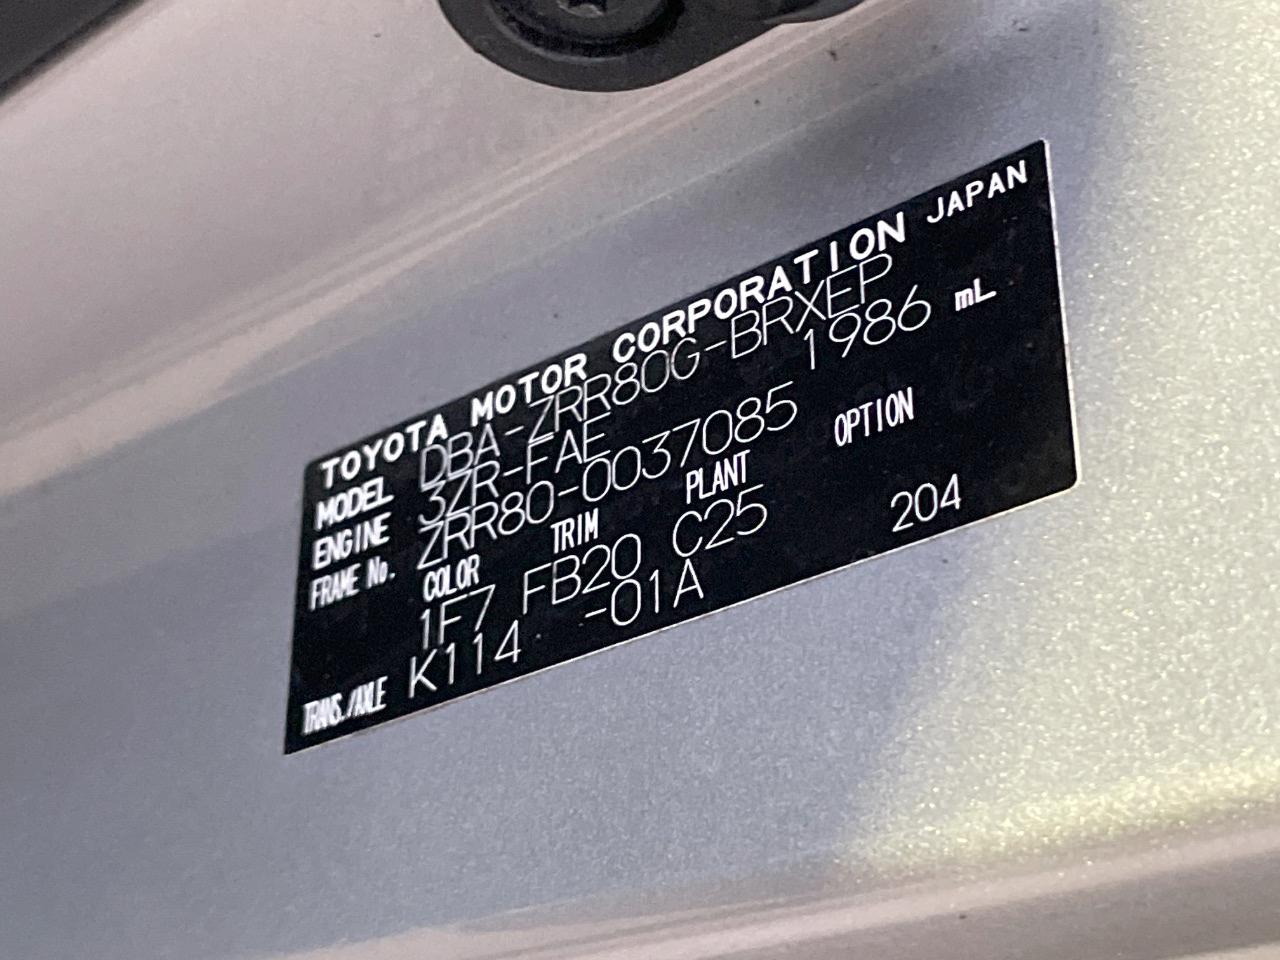 TOYOTA MOTOR CORPORATION JAPAN
MODEL DBA-ZRR80G-BRXEP
ENGINE 3ZR-FAE 1986 mL
FRAME No. ZRR80-0037085
COLOR TRIM PLANT OPTION
1F7 FB20 C25 204
TRANS./AXLE K114 -01A